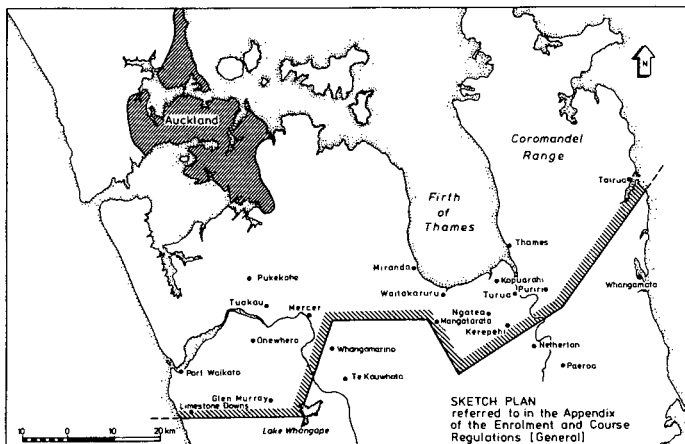 N
Auckland
Coromandel
Range
Tairua
Firth
of
Thames
Thames
Miranda
Kopuarahi
Pukekohe
Waitakaruru
Turua
Puriri
Whangamata
Tuakau
Mercer
Ngatea
Mangatarata
Kerepehi
Onewhero
Whangamarino
Netherton
Port Waikato
Te Kauwhata
Paeroa
Glen Murray
Limestone Downs
Lake Whangape
SKETCH PLAN
referred to in the Appendix
of the Enrolment and Course
Regulations [General]
10 0 10 20 km